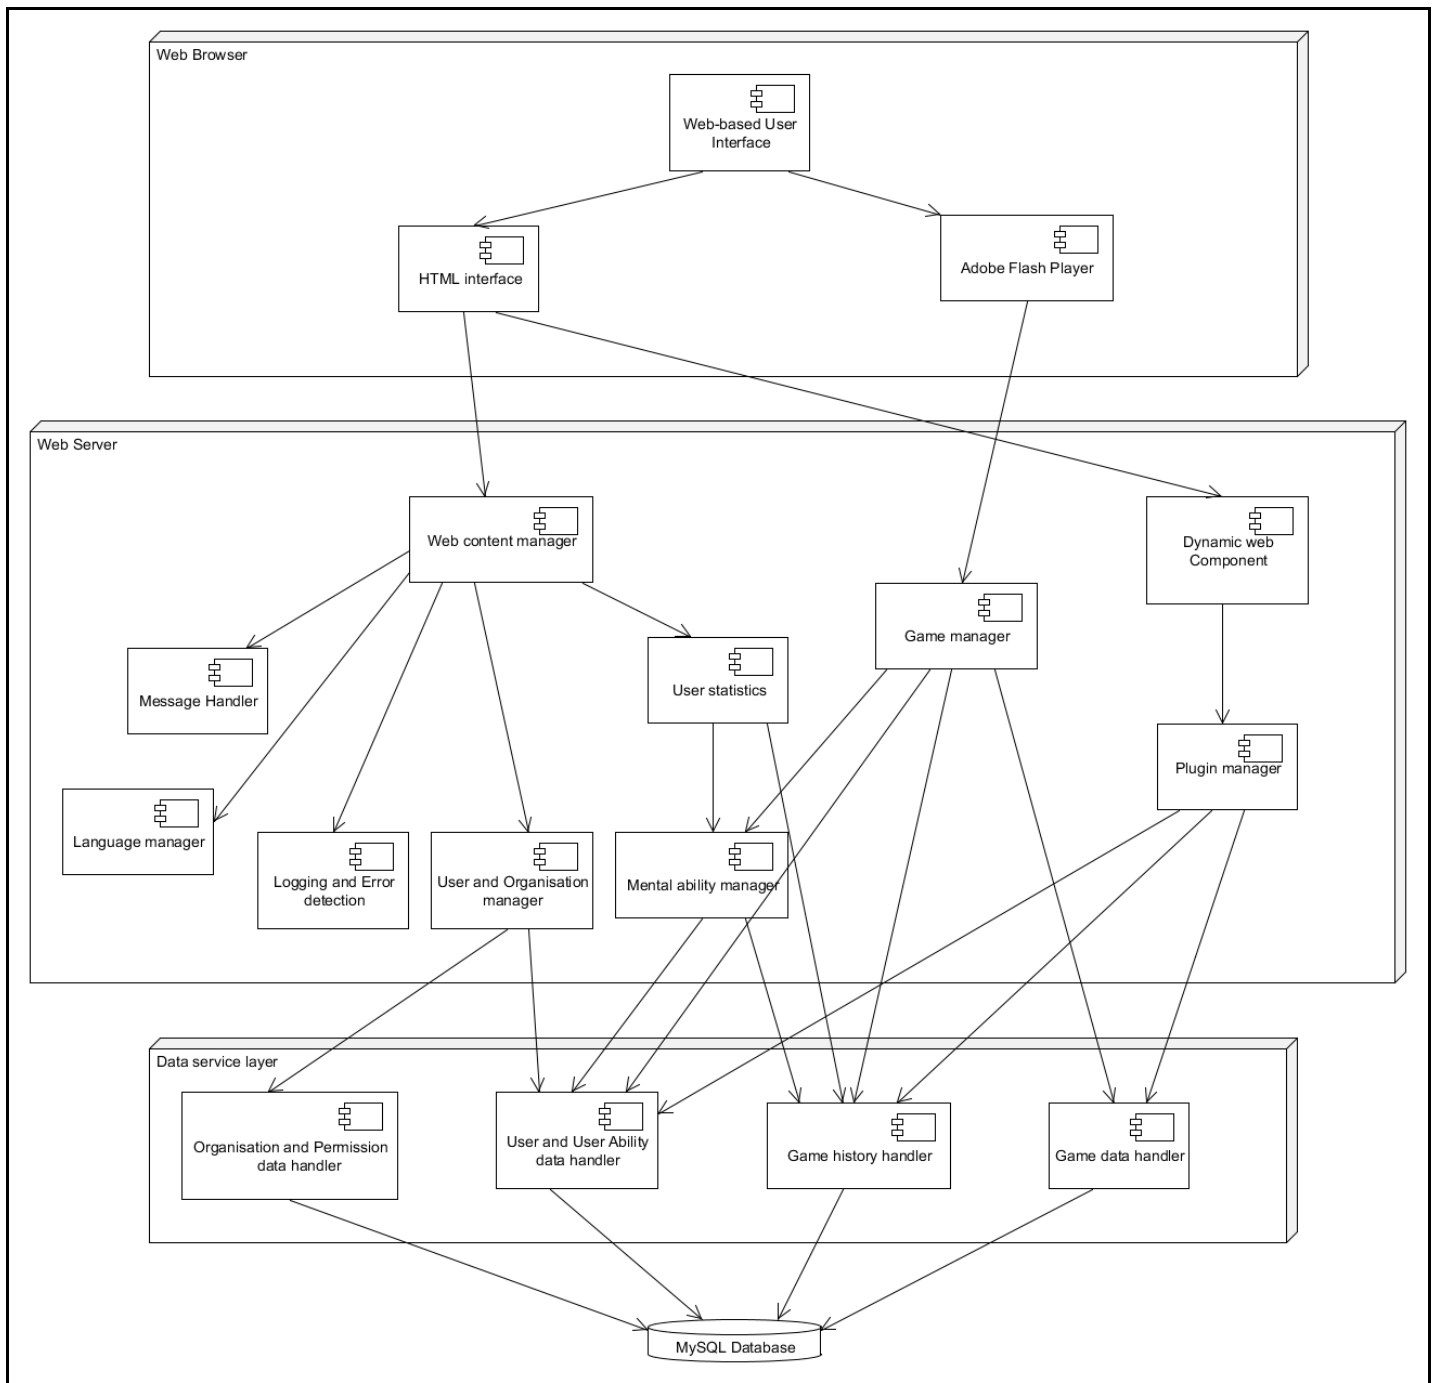 Web Browser
Web-based User
Interface
HTML interface
Adobe Flash Player
Web Server
Web content manager
Dynamic web
Component
Game manager
Message Handler
User statistics
Plugin manager
Language manager
Logging and Error
detection
User and Organisation
manager
Mental ability manager
Data service layer
Organisation and Permission
data handler
User and User Ability
data handler
Game history handler
Game data handler
MySQL Database